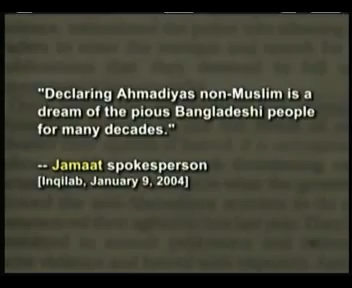 "Declaring Ahmadiyas non-Muslim is a
dream of the pious Bangladeshi people
for many decades."
-- Jamaat spokesperson
[Inqilab, January 9, 2004]